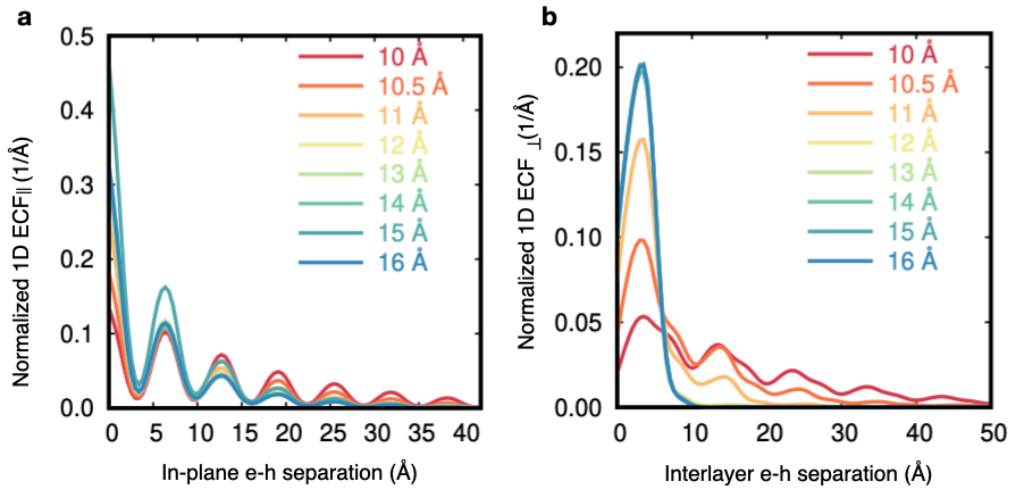 a
0.5
0.4
0.3
0.2
0.1
0.0
Normalized 1D ECF∥ (1/Å)
10 Å
10.5 Å
11 Å
12 Å
13 Å
14 Å
15 Å
16 Å
0 5 10 15 20 25 30 35 40
In-plane e-h separation (Å)
b
0.20
0.15
0.10
0.05
0.00
Normalized 1D ECF ⊥(1/Å)
10 Å
10.5 Å
11 Å
12 Å
13 Å
14 Å
15 Å
16 Å
0 10 20 30 40 50
Interlayer e-h separation (Å)